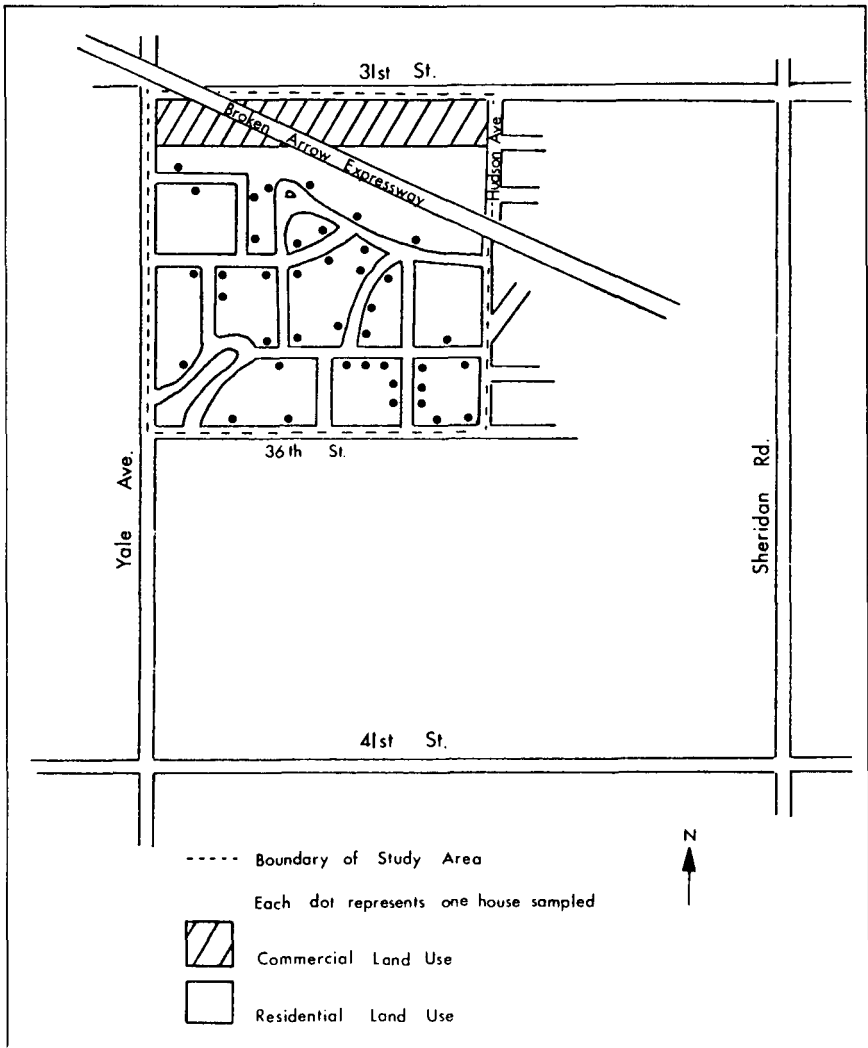 31st St.
Broken Arrow Expressway
Hudson Ave
36th St.
Yale Ave.
Sheridan Rd.
41st St.
N
Boundary of Study Area
Each dot represents one house sampled
Commercial Land Use
Residential Land Use